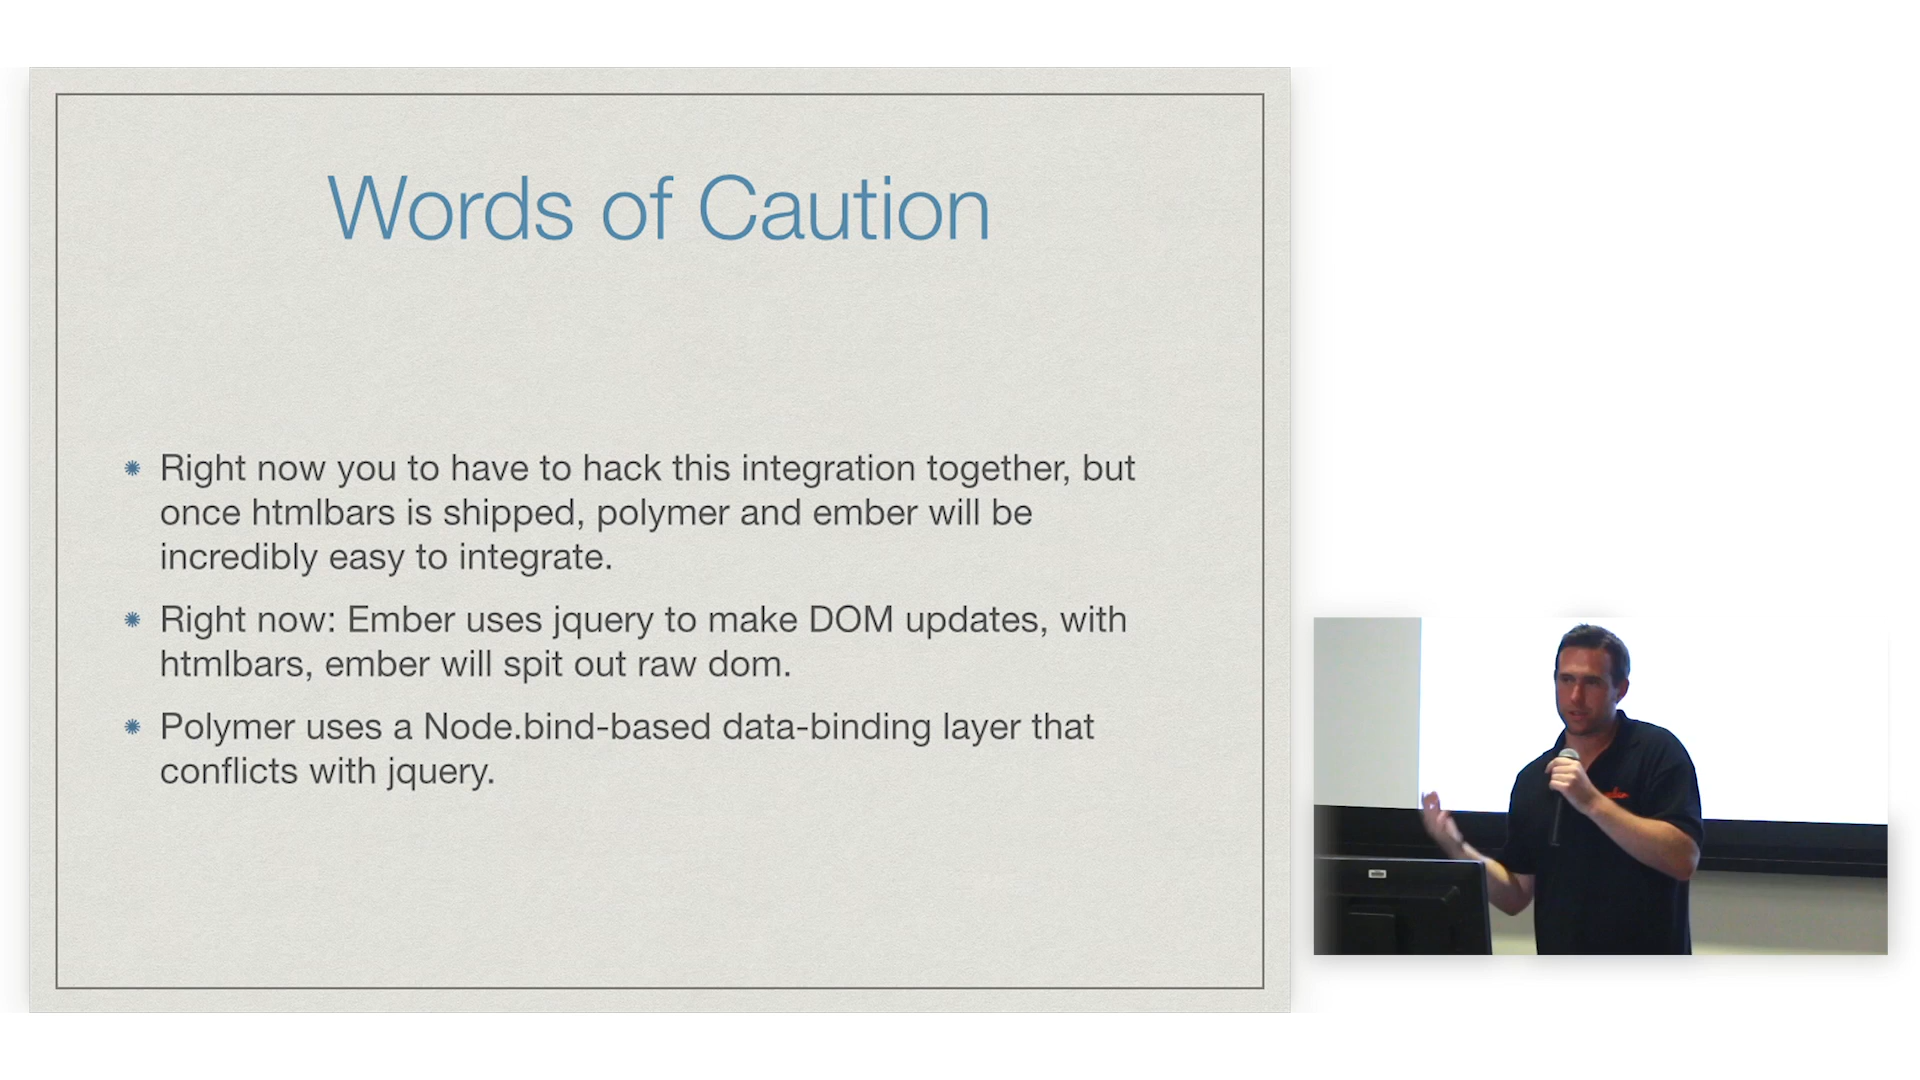 Words of Caution
Right now you to have to hack this integration together, but
once htmlbars is shipped, polymer and ember will be
incredibly easy to integrate.
Right now: Ember uses jquery to make DOM updates, with
htmlbars, ember will spit out raw dom.
Polymer uses a Node.bind-based data-binding layer that
conflicts with jquery.